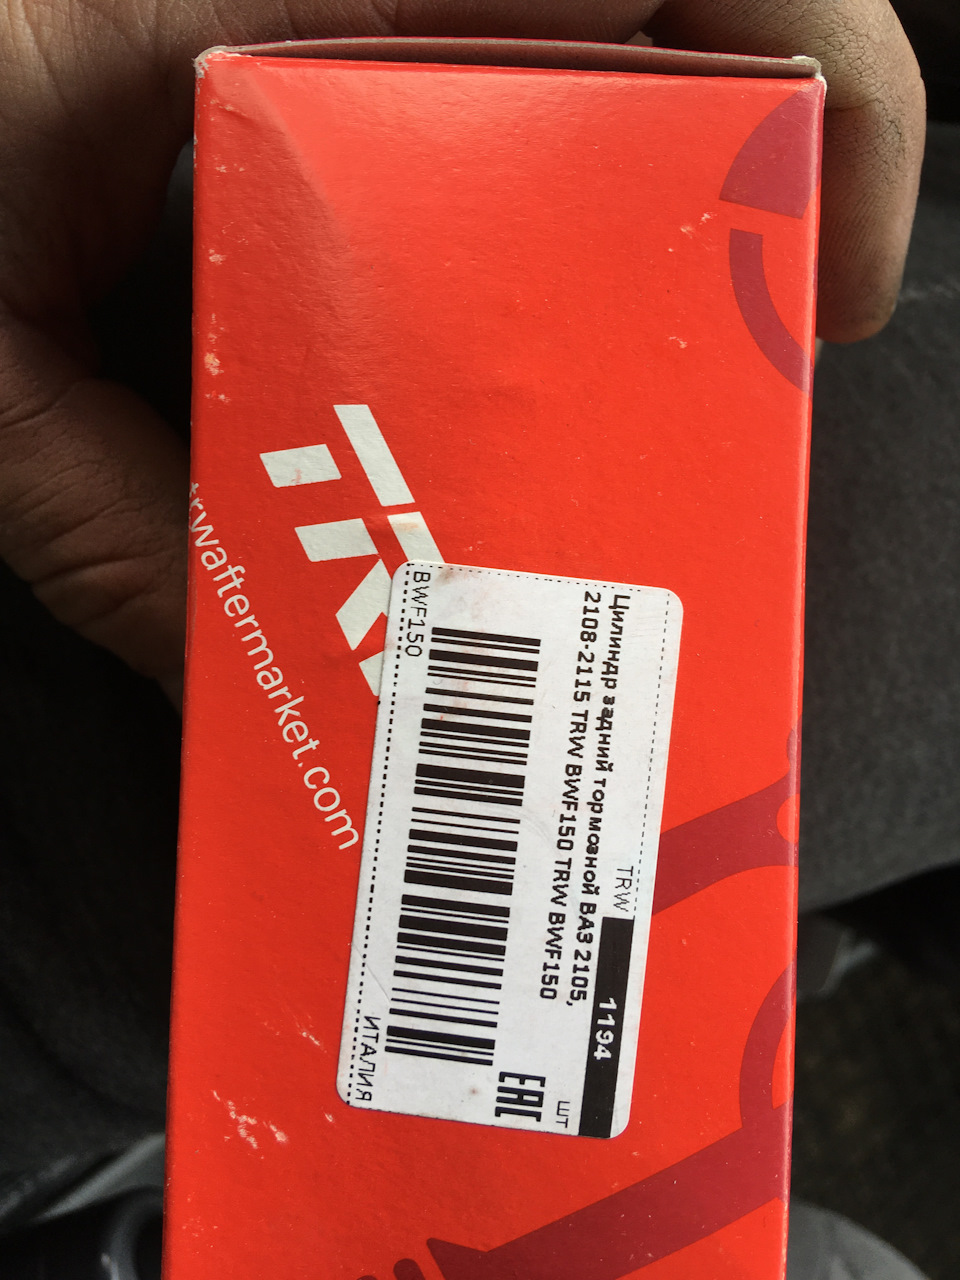 TRW
trwaftermarket.com
TRW
1194
Цилиндр задний тормозной ВАЗ 2105,
2108-2115 TRW BWF150 TRW BWF150
шт
EAC
BWF150
ИТАЛИЯ